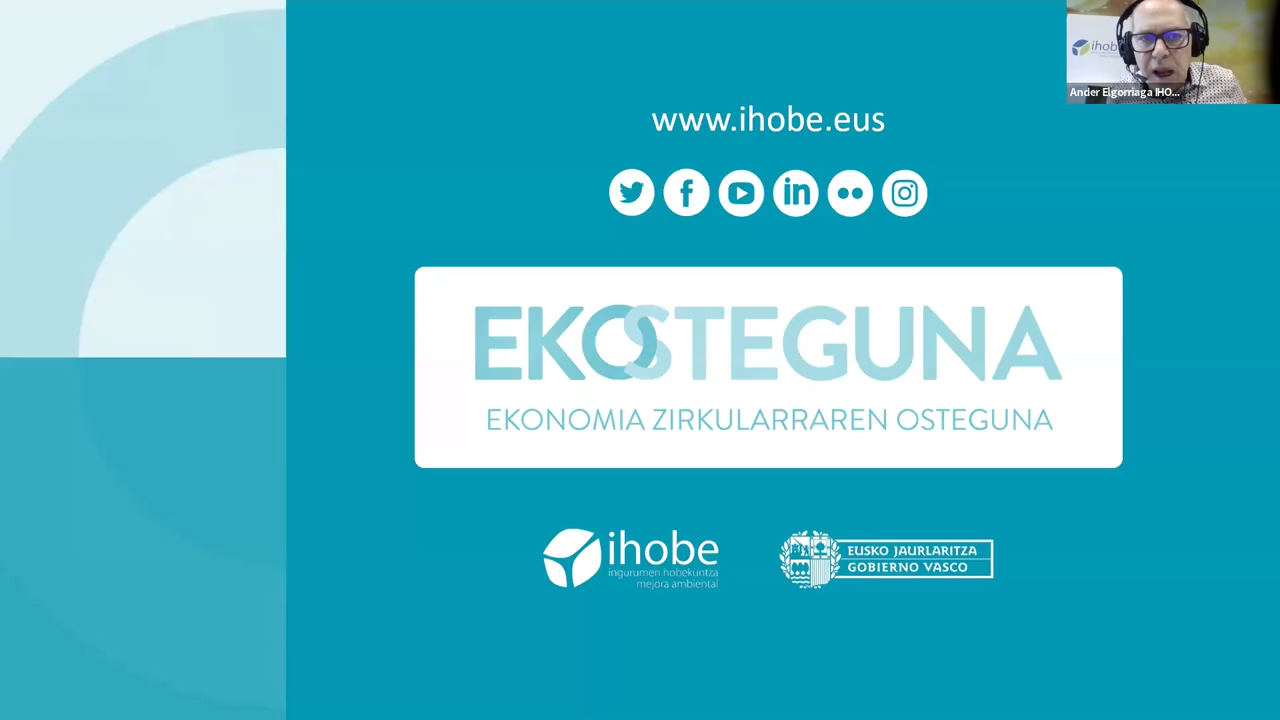 www.ihobe.eus
EKOSTEGUNA
EKONOMIA ZIRKULARRAREN OSTEGUNA
ihobe
ingurumen hobekuntza
mejora ambiental
EUSKO JAURLARITZA
GOBIERNO VASCO
ihobe
Ander Elgorriaga IHO...